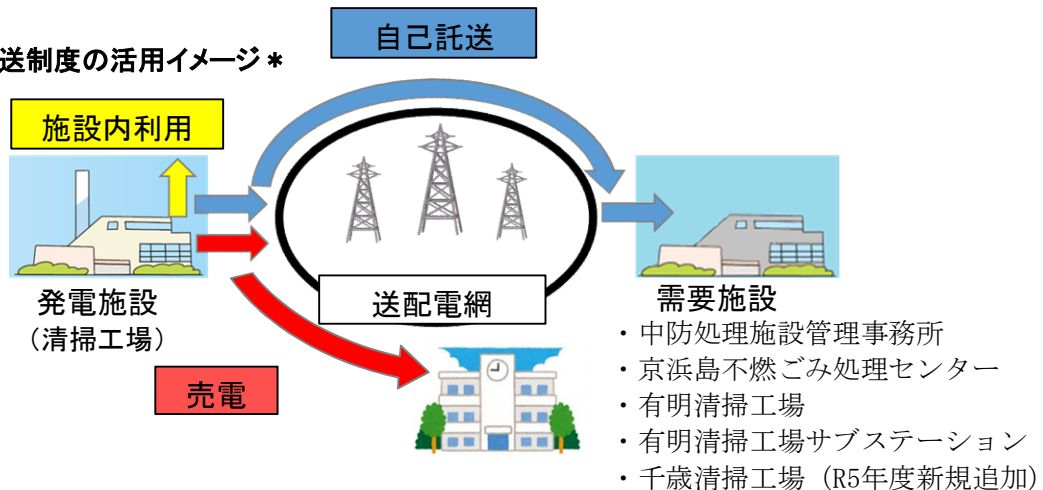 送制度の活用イメージ＊
自己託送
施設内利用
発電施設
（清掃工場）
送配電網
売電
需要施設
・中防処理施設管理事務所
・京浜島不燃ごみ処理センター
・有明清掃工場
・有明清掃工場サブステーション
・千歳清掃工場（R5年度新規追加）